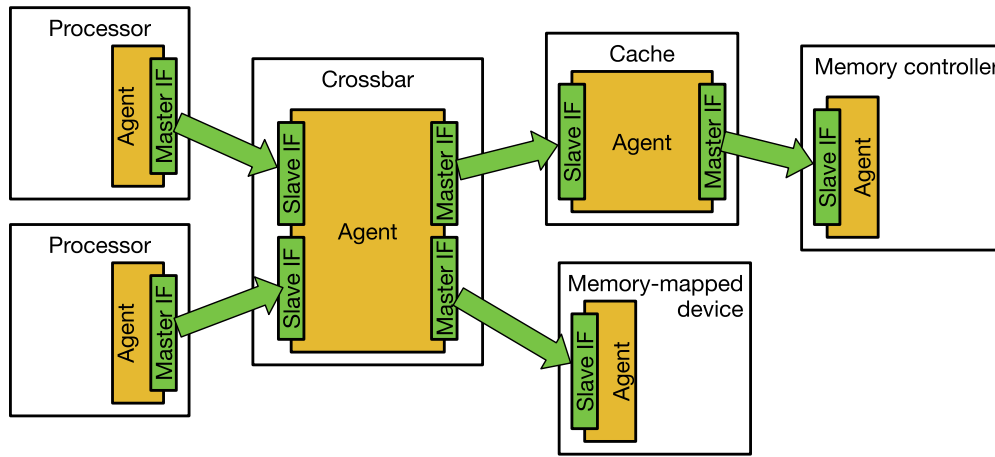 Processor
Agent
Master IF
Processor
Agent
Master IF
Crossbar
Slave IF
Slave IF
Agent
Master IF
Master IF
Cache
Slave IF
Agent
Master IF
Memory controller
Slave IF
Agent
Memory-mapped
device
Slave IF
Agent